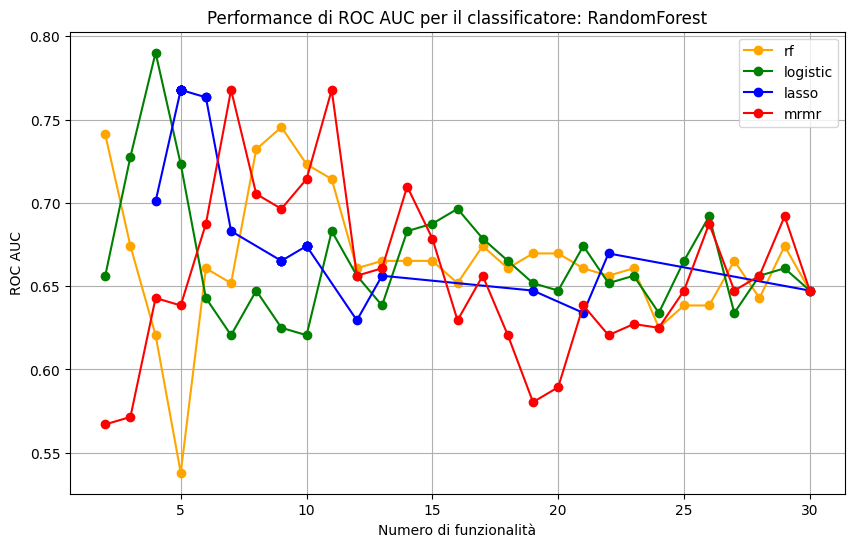 Performance di ROC AUC per il classificatore: RandomForest
rf
logistic
lasso
mrmr
ROC AUC
0.80
0.75
0.70
0.65
0.60
0.55
5 10 15 20 25 30
Numero di funzionalità